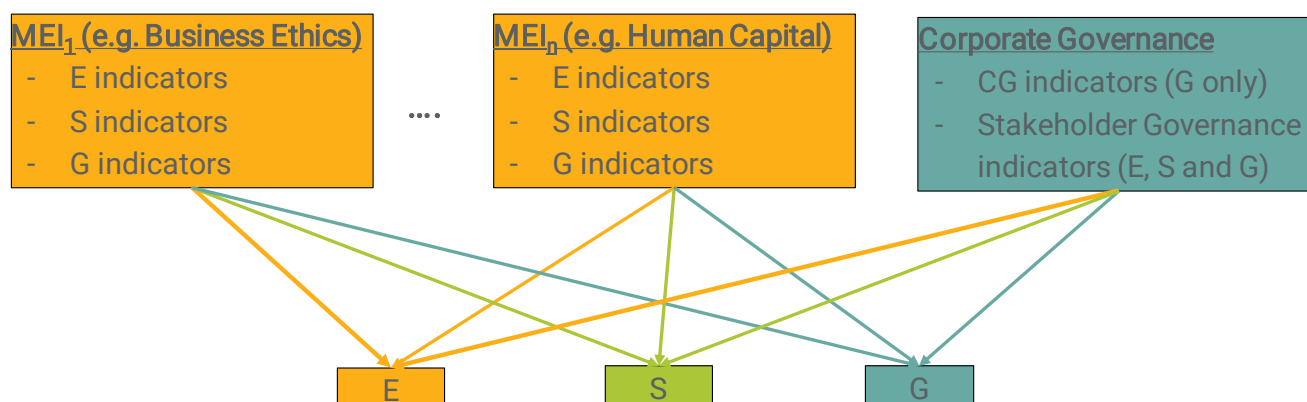 MEI1 (e.g. Business Ethics)
- E indicators
- S indicators
- G indicators
....
MEIn (e.g. Human Capital)
- E indicators
- S indicators
- G indicators
Corporate Governance
- CG indicators (G only)
- Stakeholder Governance
indicators (E, S and G)
E
S
G